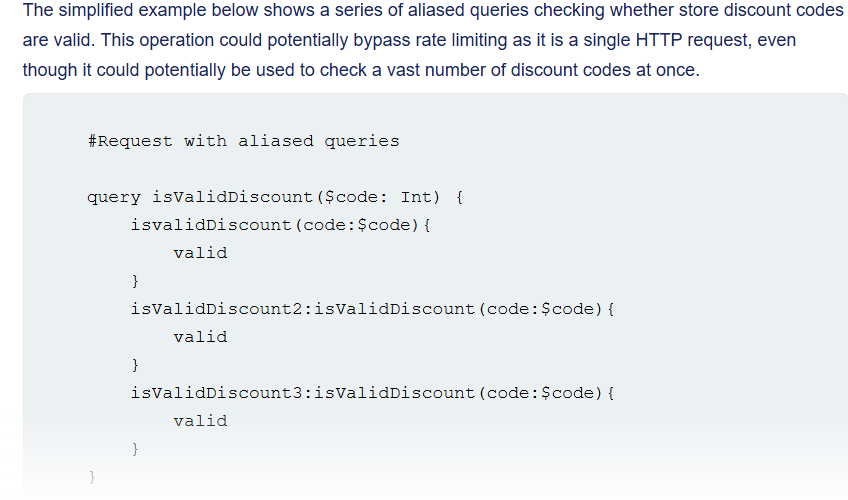 The simplified example below shows a series of aliased queries checking whether store discount codes
are valid. This operation could potentially bypass rate limiting as it is a single HTTP request, even
though it could potentially be used to check a vast number of discount codes at once.
#Request with aliased queries
query isValidDiscount($code: Int) {
isvalidDiscount(code:$code){
valid
}
isValidDiscount2:isValidDiscount(code:$code){
valid
}
isValidDiscount3:isValidDiscount(code:$code){
valid
}
}